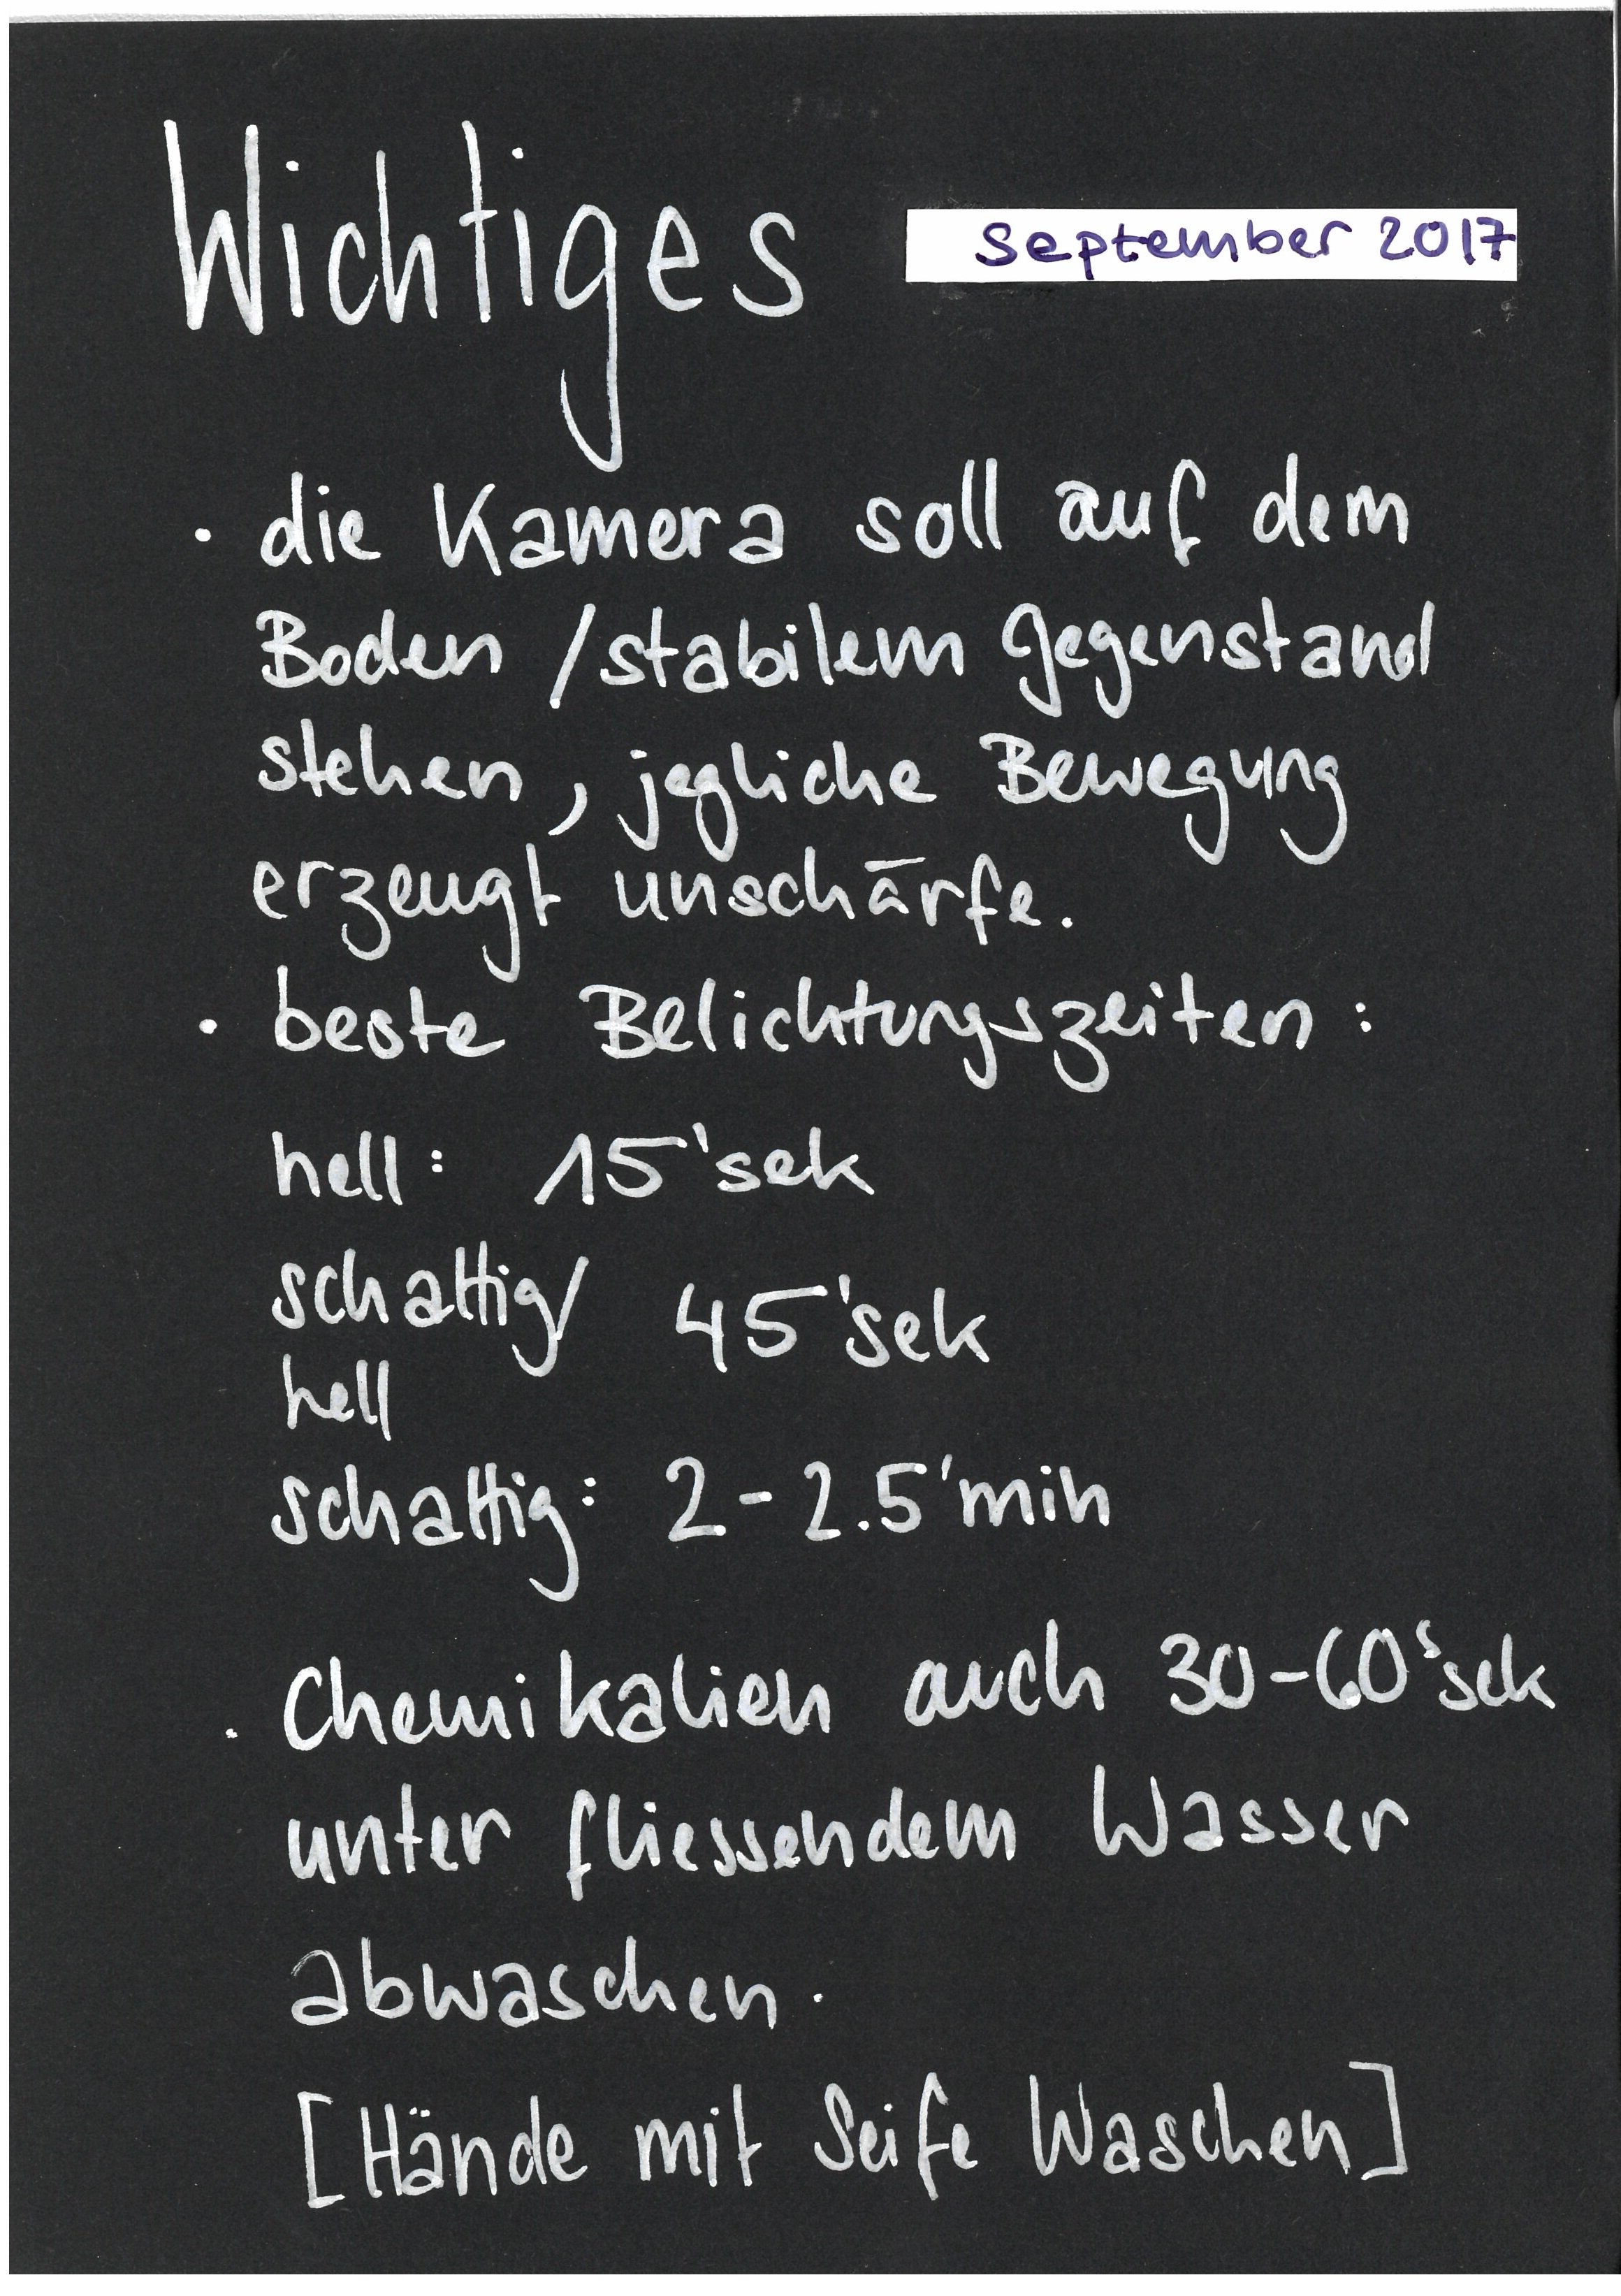 Wichtiges
September 2017
· die Kamera soll auf dem
Boden / stabilem Gegenstand
stehen, jegliche Bewegung
erzeugt unschärfe.
· beste Belichtungszeiten:
hell: 15'sek
schattig/ 45'sek
hell
schattig: 2-2.5'min
· Chemikalien auch 30-60's sek
unter fliessendem Wasser
abwaschen.
[Hände mit Seife Waschen]